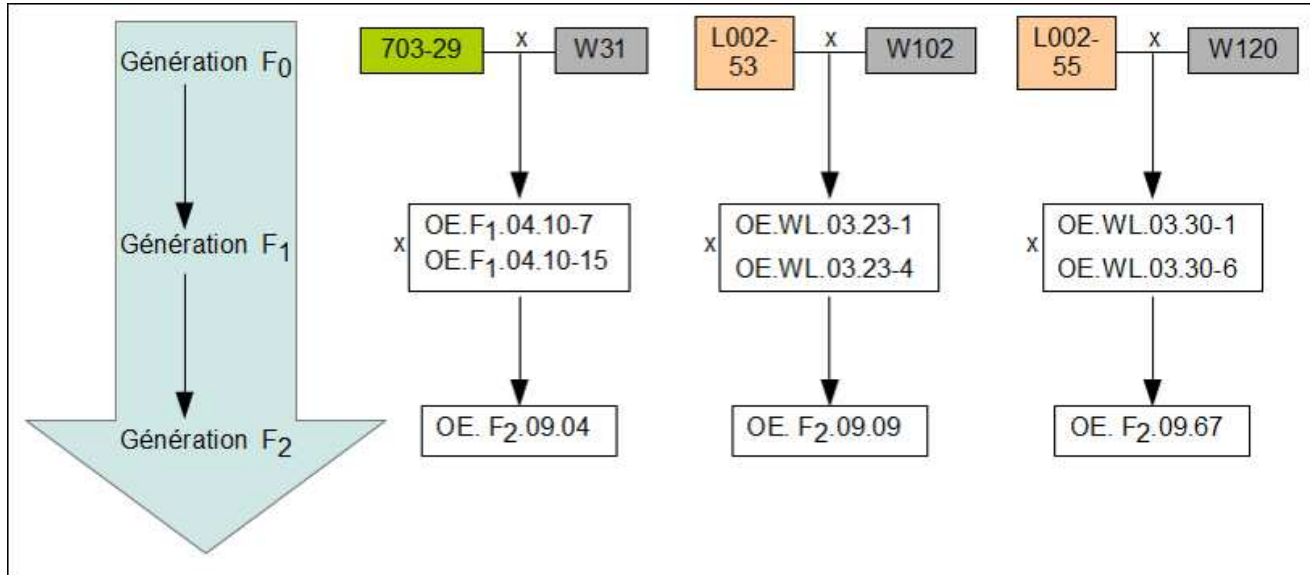 Génération F0
703-29
x
W31
L002-
53
x
W102
L002-
55
x
W120
Génération F1
x
OE.F1.04.10-7
OE.F1.04.10-15
x
OE.WL.03.23-1
OE.WL.03.23-4
x
OE.WL.03.30-1
OE.WL.03.30-6
Génération F2
OE. F2.09.04
OE. F2.09.09
OE. F2.09.67